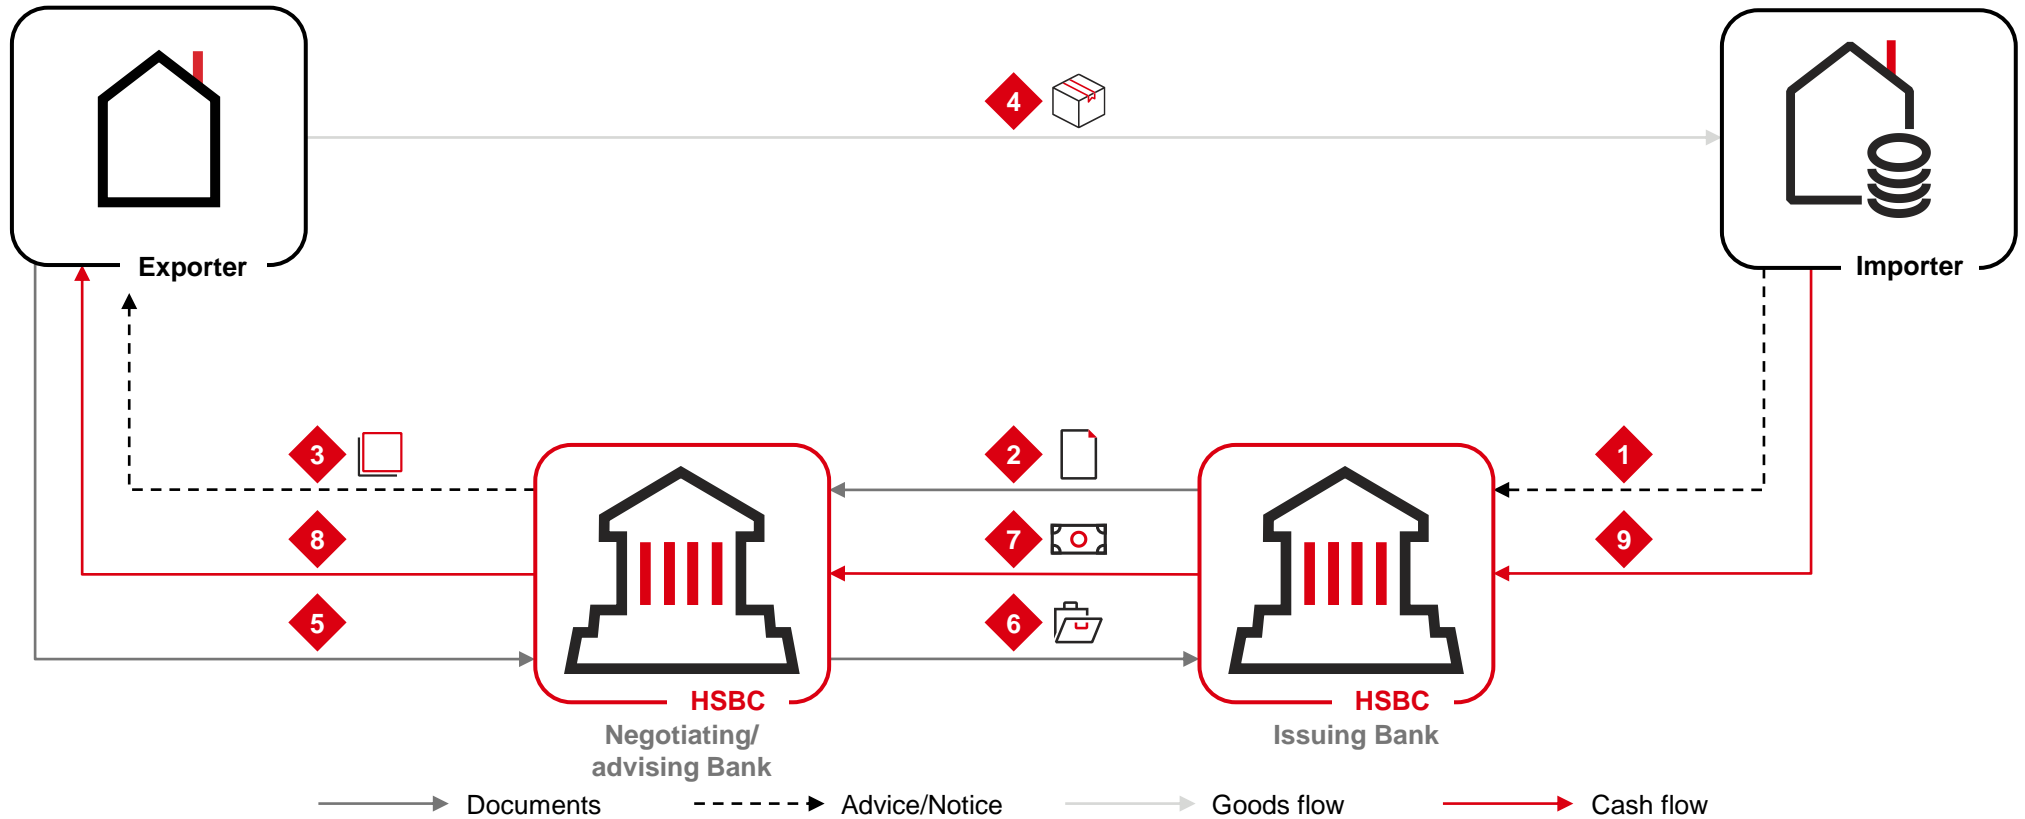 4
Exporter
Importer
3
2
1
8
7
9
5
6
HSBC
Negotiating/
advising Bank
HSBC
Issuing Bank
Documents
Advice/Notice
Goods flow
Cash flow